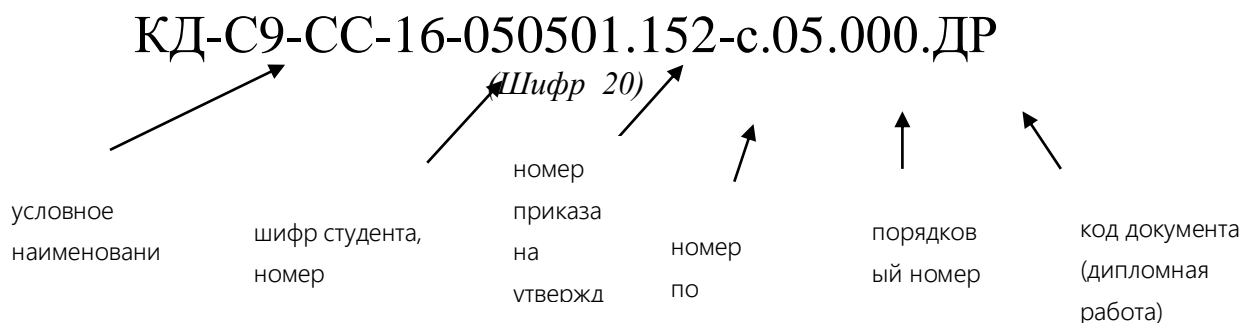 КД-С9-СС-16-050501.152-с.05.000.ДР
(Шифр 20)
условное
наименовани
шифр студента,
номер
номер
приказа
на
утвержд
номер
по
порядков
ый номер
код документа
(дипломная
работа)